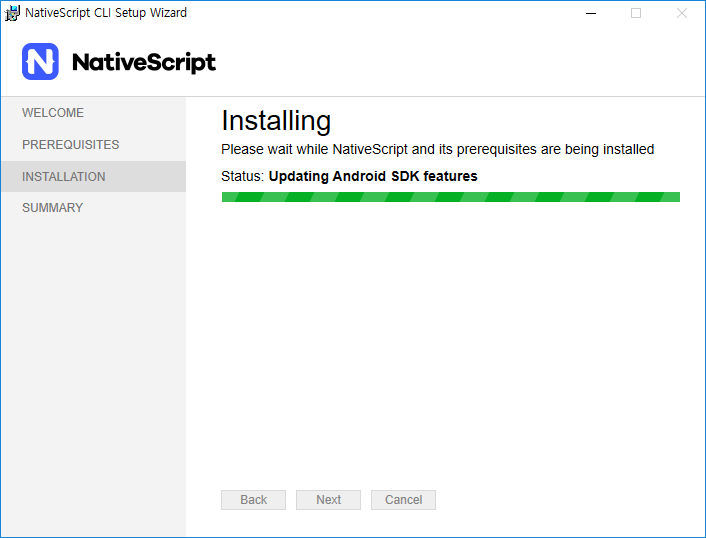 NativeScript CLI Setup Wizard
NativeScript
WELCOME
PREREQUISITES
INSTALLATION
SUMMARY
Installing
Please wait while NativeScript and its prerequisites are being installed
Status: Updating Android SDK features
Back Next Cancel